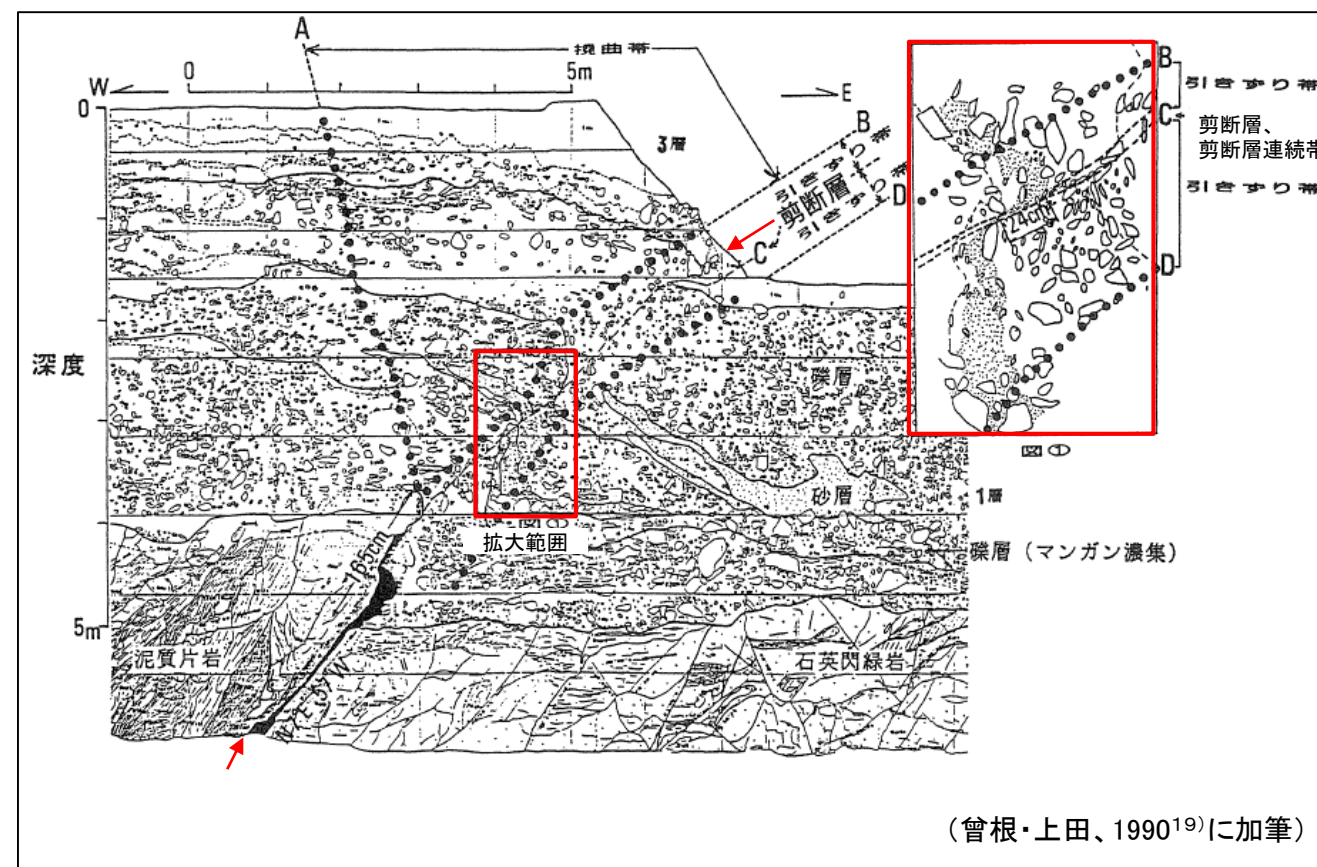 A
撓曲帯
0
5m
W
E
0
3層
B
引きずり帯
剪断層
引きずり帯
D
C
深度
礫層
砂層
1層
図①
拡大範囲
礫層（マンガン濃集）
165cm
5m
泥質片岩
石英閃緑岩
B
引きずり帯
C
剪断層、
剪断層連続帯
引きずり帯
24cm
D
図①
（曾根・上田、199019)に加筆）